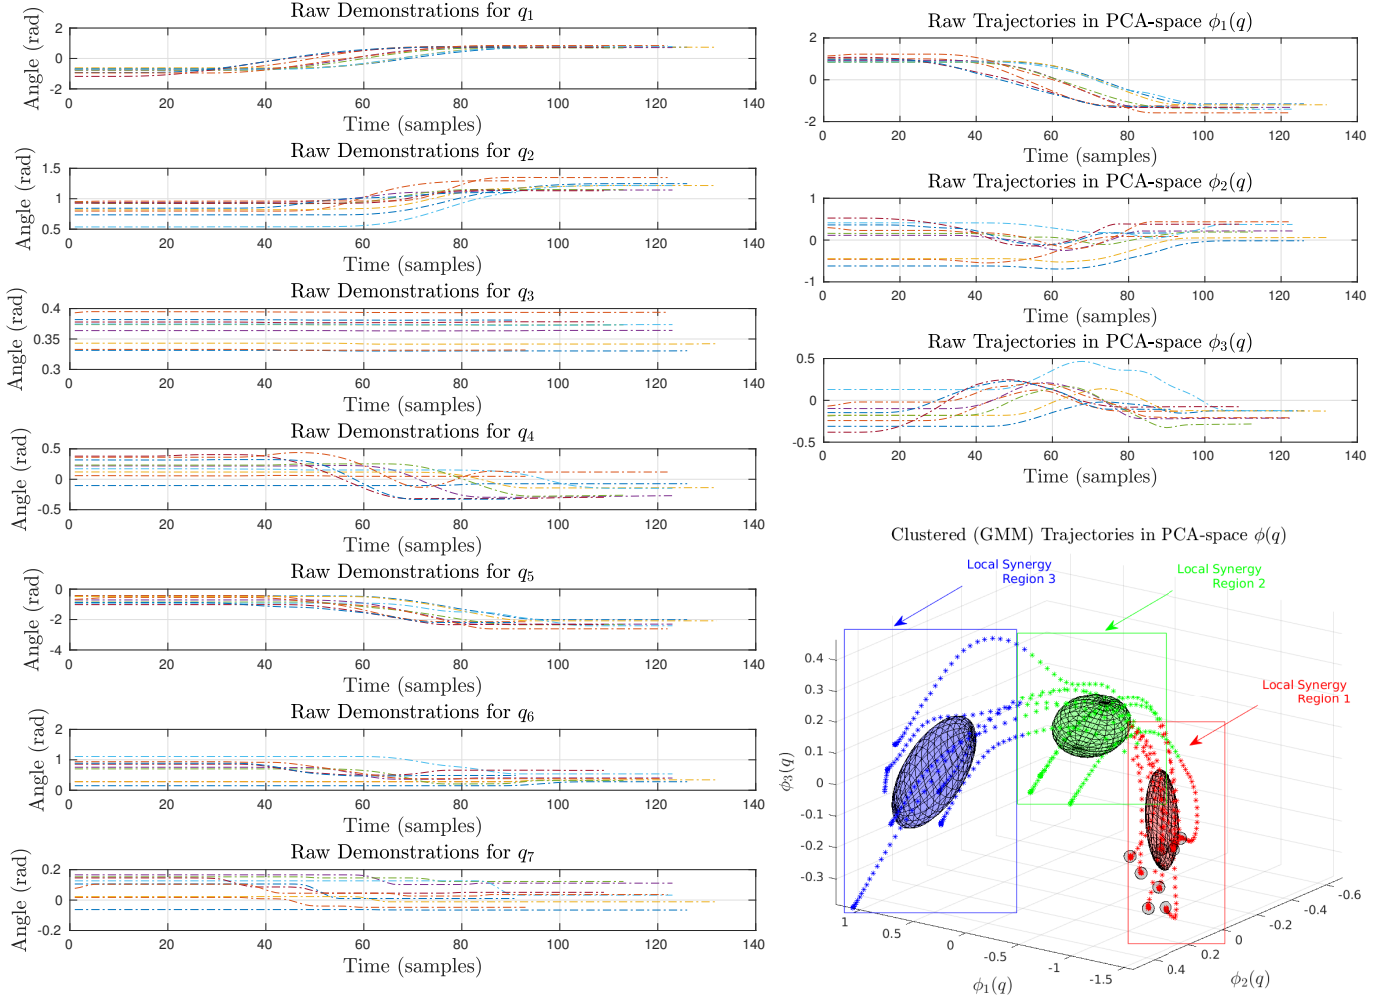 Raw Demonstrations for q1
Angle (rad)
2
0
-2
0 20 40 60 80 100 120 140
Time (samples)
Raw Demonstrations for q2
Angle (rad)
1.5
1
0.5
0 20 40 60 80 100 120 140
Time (samples)
Raw Demonstrations for q3
Angle (rad)
0.4
0.35
0.3
0 20 40 60 80 100 120 140
Time (samples)
Raw Demonstrations for q4
Angle (rad)
0.5
0
-0.5
0 20 40 60 80 100 120 140
Time (samples)
Raw Demonstrations for q5
Angle (rad)
0
-2
-4
0 20 40 60 80 100 120 140
Time (samples)
Raw Demonstrations for q6
Angle (rad)
2
1
0
0 20 40 60 80 100 120 140
Time (samples)
Raw Demonstrations for q7
Angle (rad)
0.2
0
-0.2
0 20 40 60 80 100 120 140
Time (samples)
Raw Trajectories in PCA-space ϕ1(q)
2
0
-2
0 20 40 60 80 100 120 140
Time (samples)
Raw Trajectories in PCA-space ϕ2(q)
1
0
-1
0 20 40 60 80 100 120 140
Time (samples)
Raw Trajectories in PCA-space ϕ3(q)
0.5
0
-0.5
0 20 40 60 80 100 120 140
Time (samples)
Clustered (GMM) Trajectories in PCA-space ϕ(q)
Local Synergy
Region 3
Local Synergy
Region 2
Local Synergy
Region 1
ϕ3(q)
0.4
0.3
0.2
0.1
0
-0.1
-0.2
-0.3
1 0.5 0 -0.5 -1 -1.5
ϕ1(q)
0.4 0.2 0 -0.2 -0.4 -0.6
ϕ2(q)